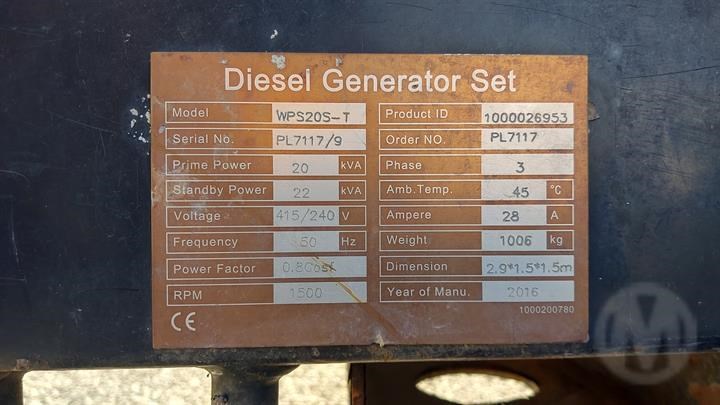 Diesel Generator Set
Model WPS20S-T Product ID 1000026953
Serial No. PL7117/9 Order NO. PL7117
Prime Power 20 kVA Phase 3
Standby Power 22 kVA Amb.Temp. 45 °C
Voltage 415/240 V Ampere 28 A
Frequency 50 Hz Weight 1006 kg
Power Factor 0.8Cosf Dimension 2.9*1.5*1.5m
RPM 1500 Year of Manu. 2016
CE 1000200780
M